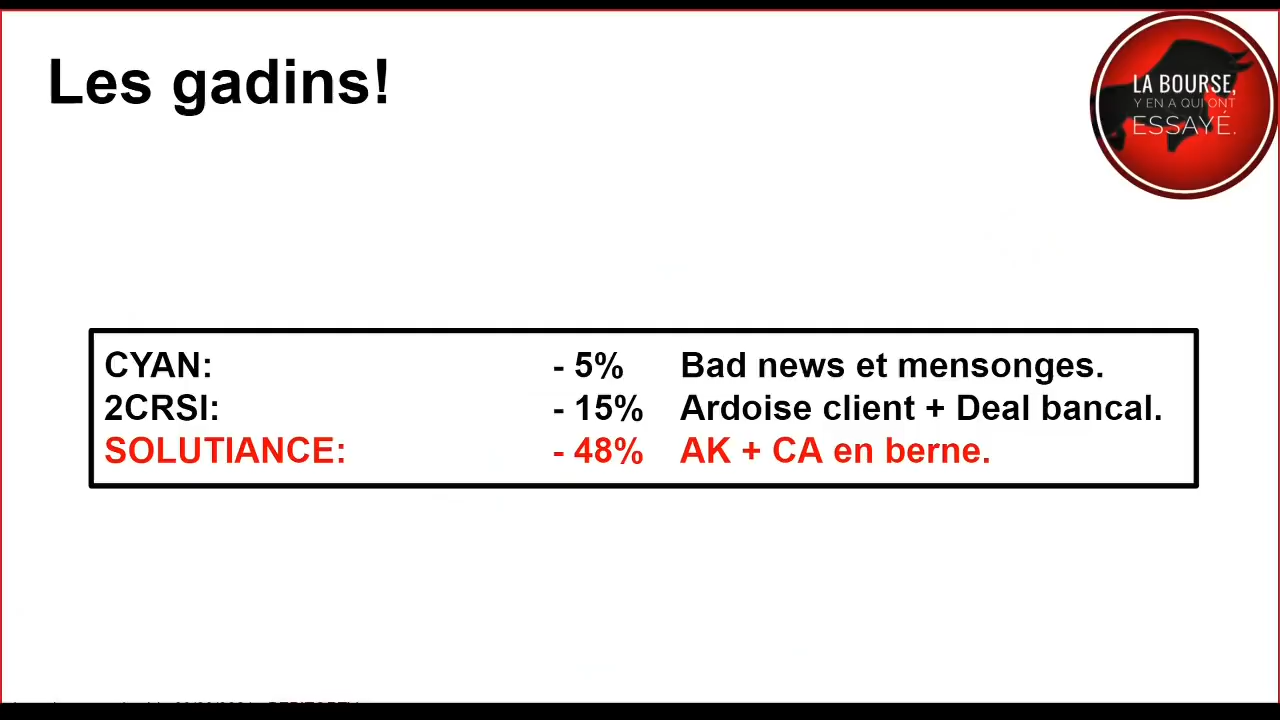 Les gadins!
LA BOURSE,
Y EN A QUI ONT
ESSAYÉ.
CYAN: - 5% Bad news et mensonges.
2CRSI: - 15% Ardoise client + Deal bancal.
SOLUTIANCE: - 48% AK + CA en berne.